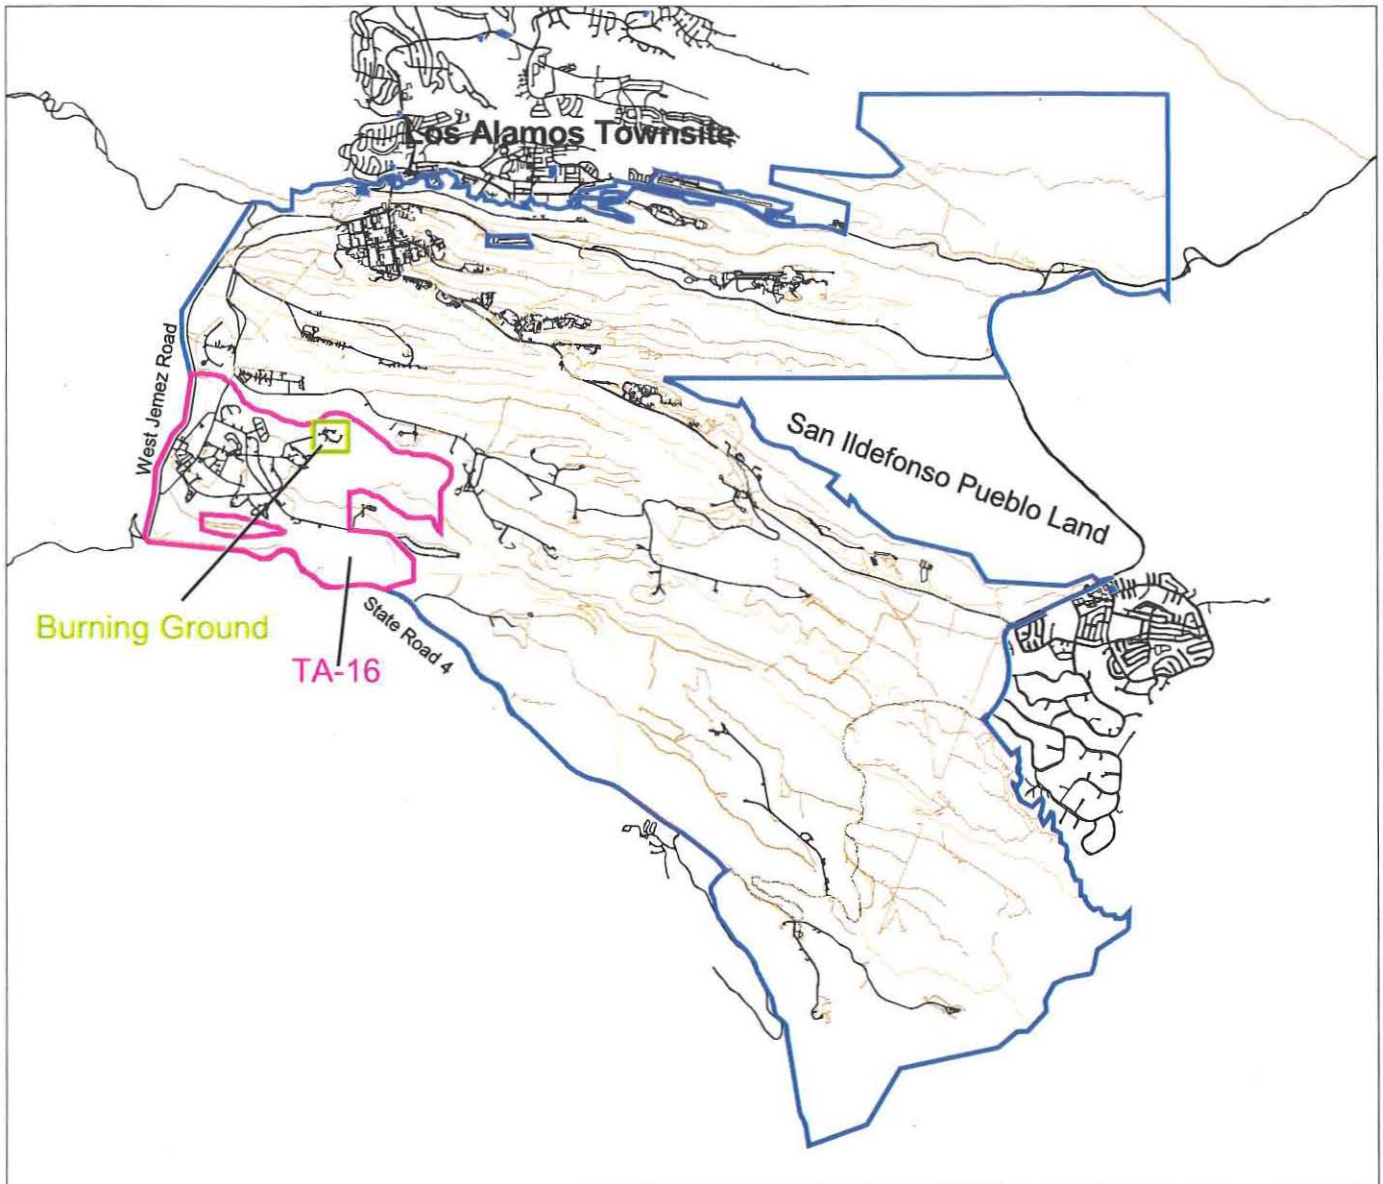 Los Alamos Townsite
West Jemez Road
San Ildefonso Pueblo Land
Burning Ground
State Road 4
TA-16